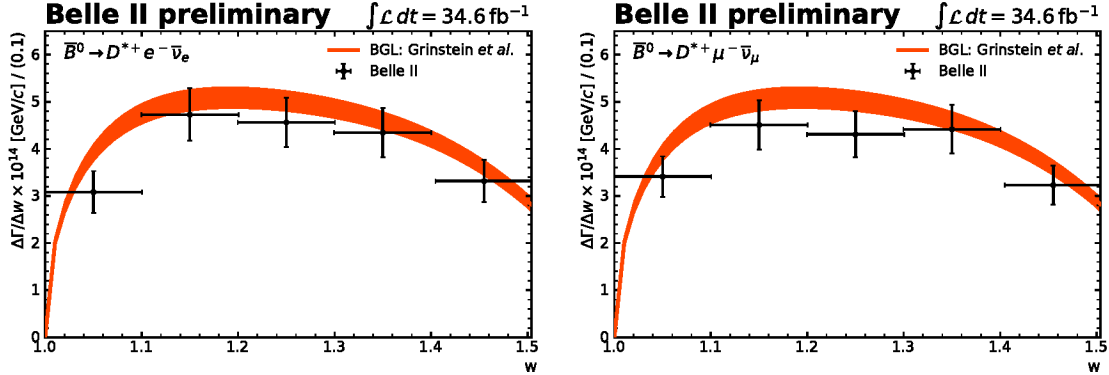 Belle II preliminary ∫ℒ dt = 34.6 fb⁻¹
B̅⁰ → D*⁺ e⁻ ν̅ₑ
BGL: Grinstein et al.
Belle II
ΔΓ/Δw × 10¹⁴ [GeV/c] / (0.1)
6
5
4
3
2
1
0
1.0 1.1 1.2 1.3 1.4 1.5
w
Belle II preliminary ∫ℒ dt = 34.6 fb⁻¹
B̅⁰ → D*⁺ μ⁻ ν̅_μ
BGL: Grinstein et al.
Belle II
ΔΓ/Δw × 10¹⁴ [GeV/c] / (0.1)
6
5
4
3
2
1
0
1.0 1.1 1.2 1.3 1.4 1.5
w